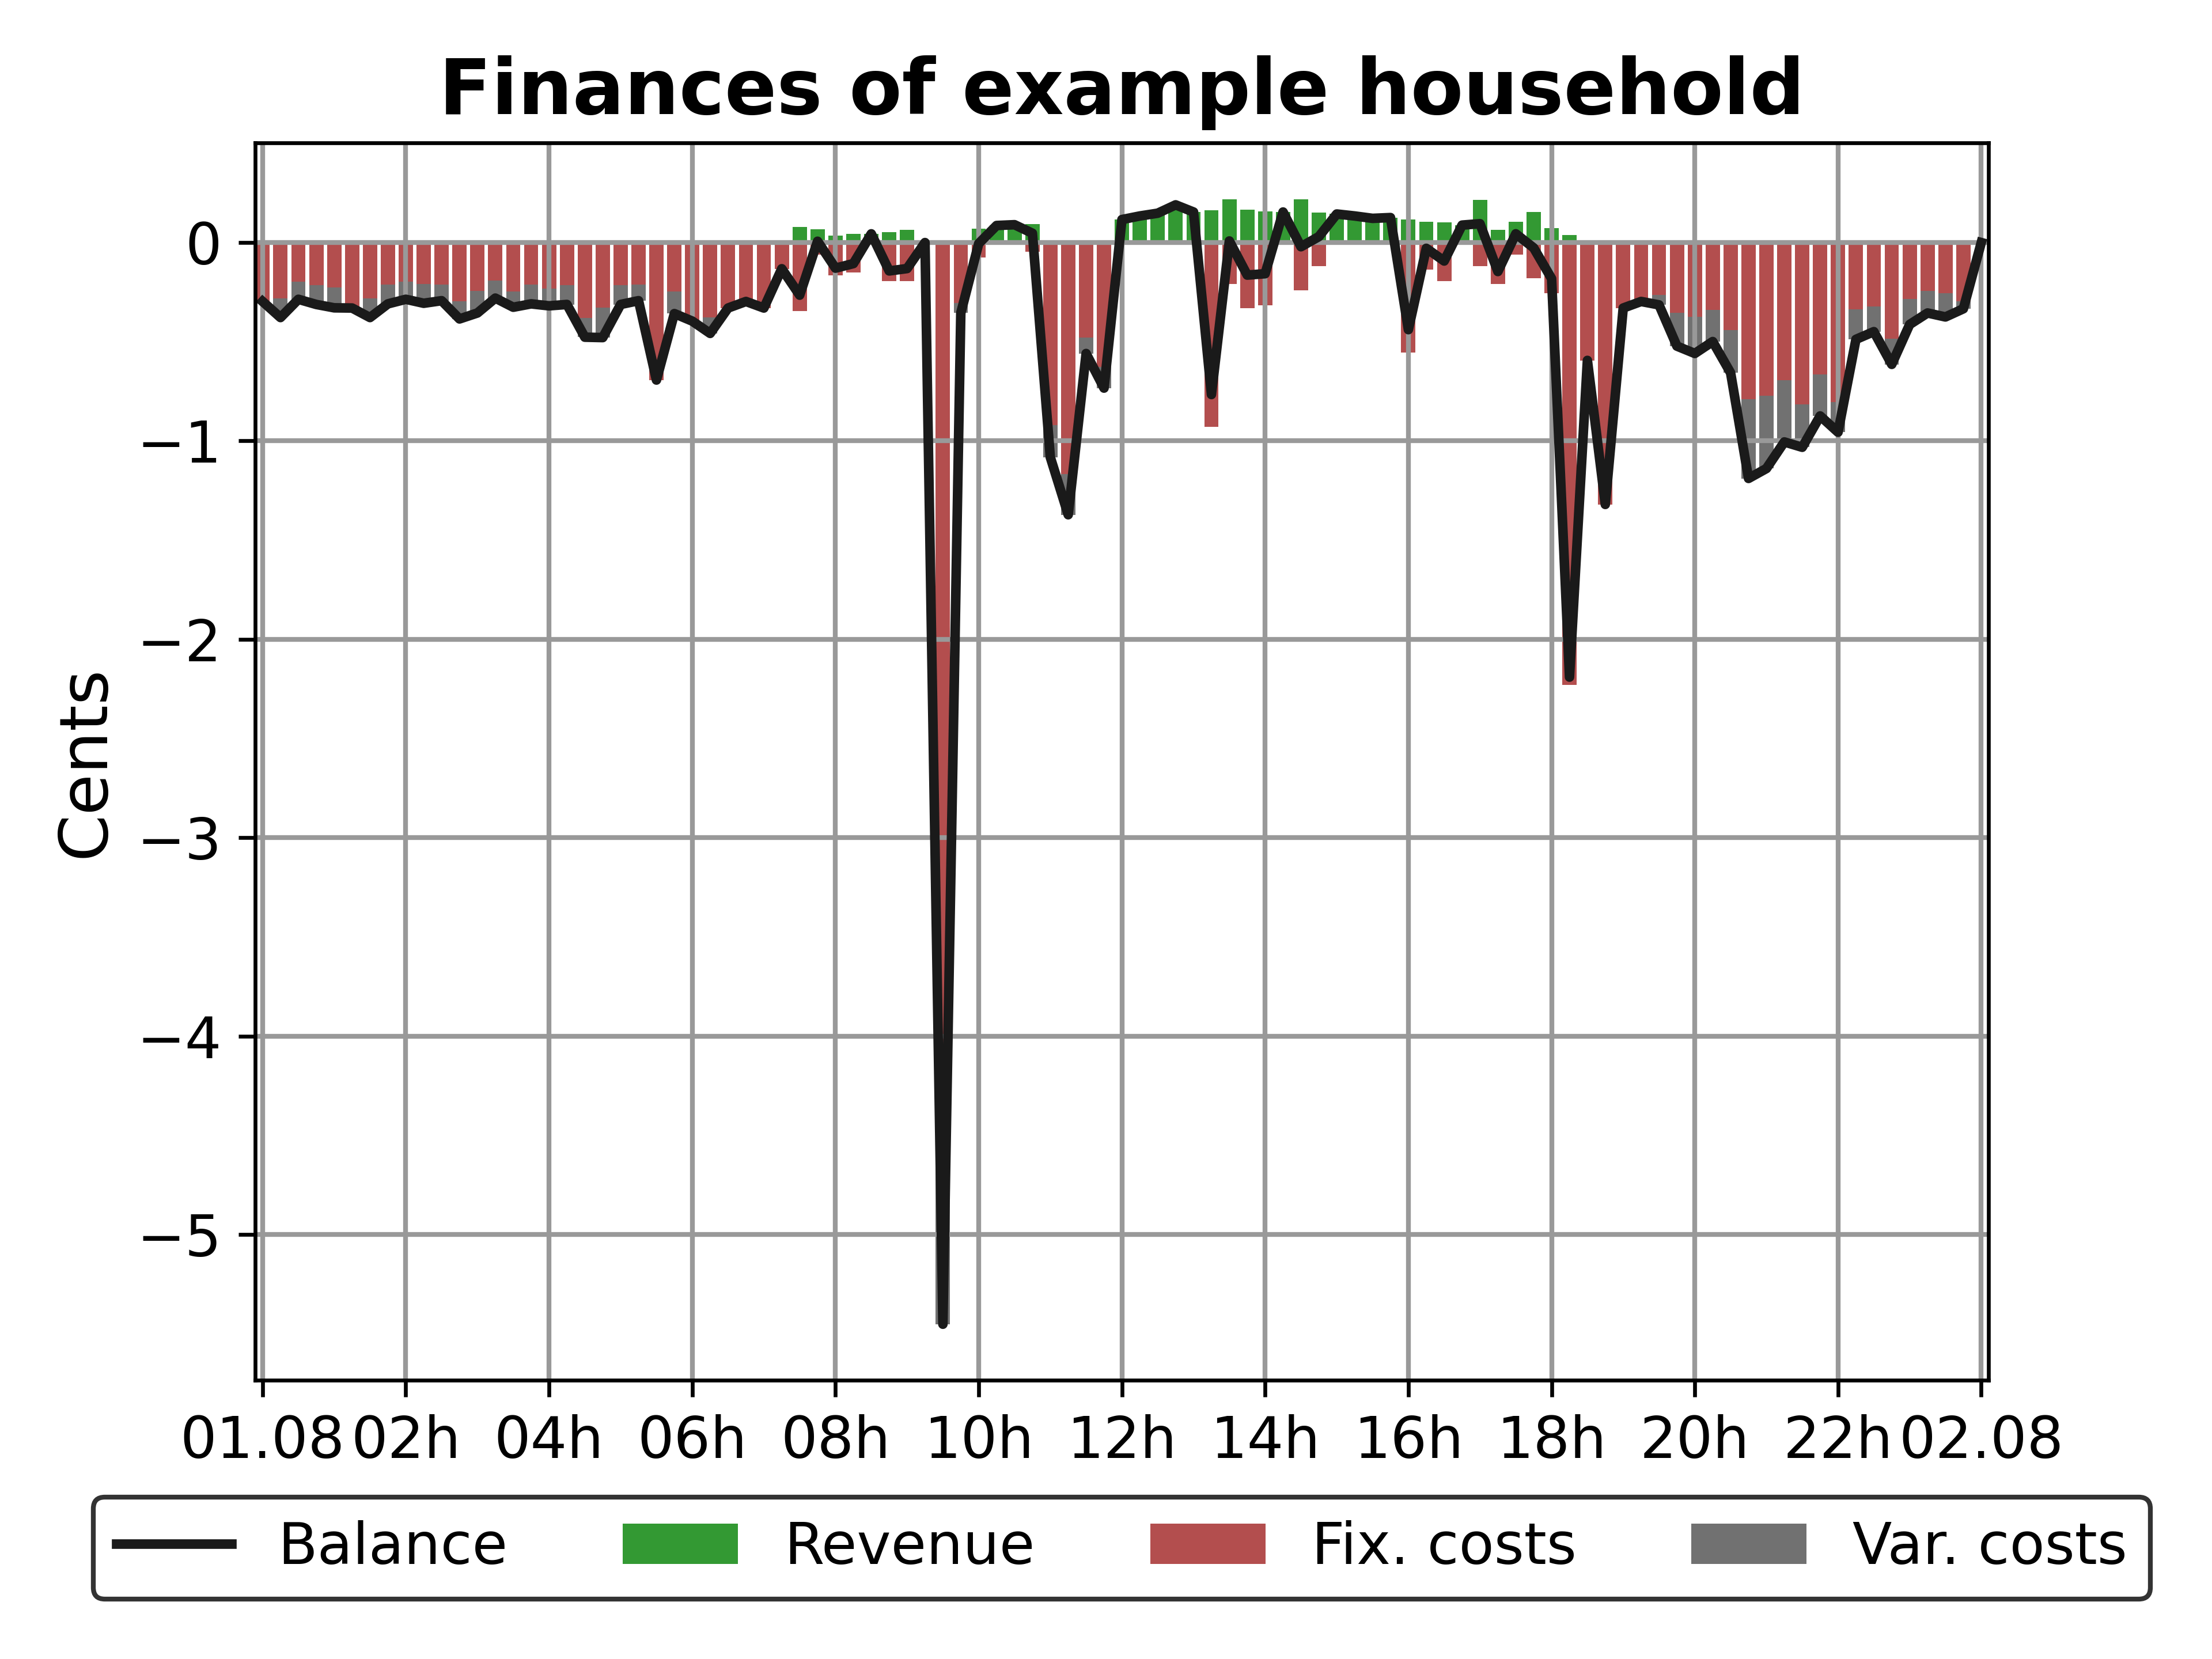 Finances of example household
Cents
0
−1
−2
−3
−4
−5
01.08 02h 04h 06h 08h 10h 12h 14h 16h 18h 20h 22h 02.08
Balance Revenue Fix. costs Var. costs